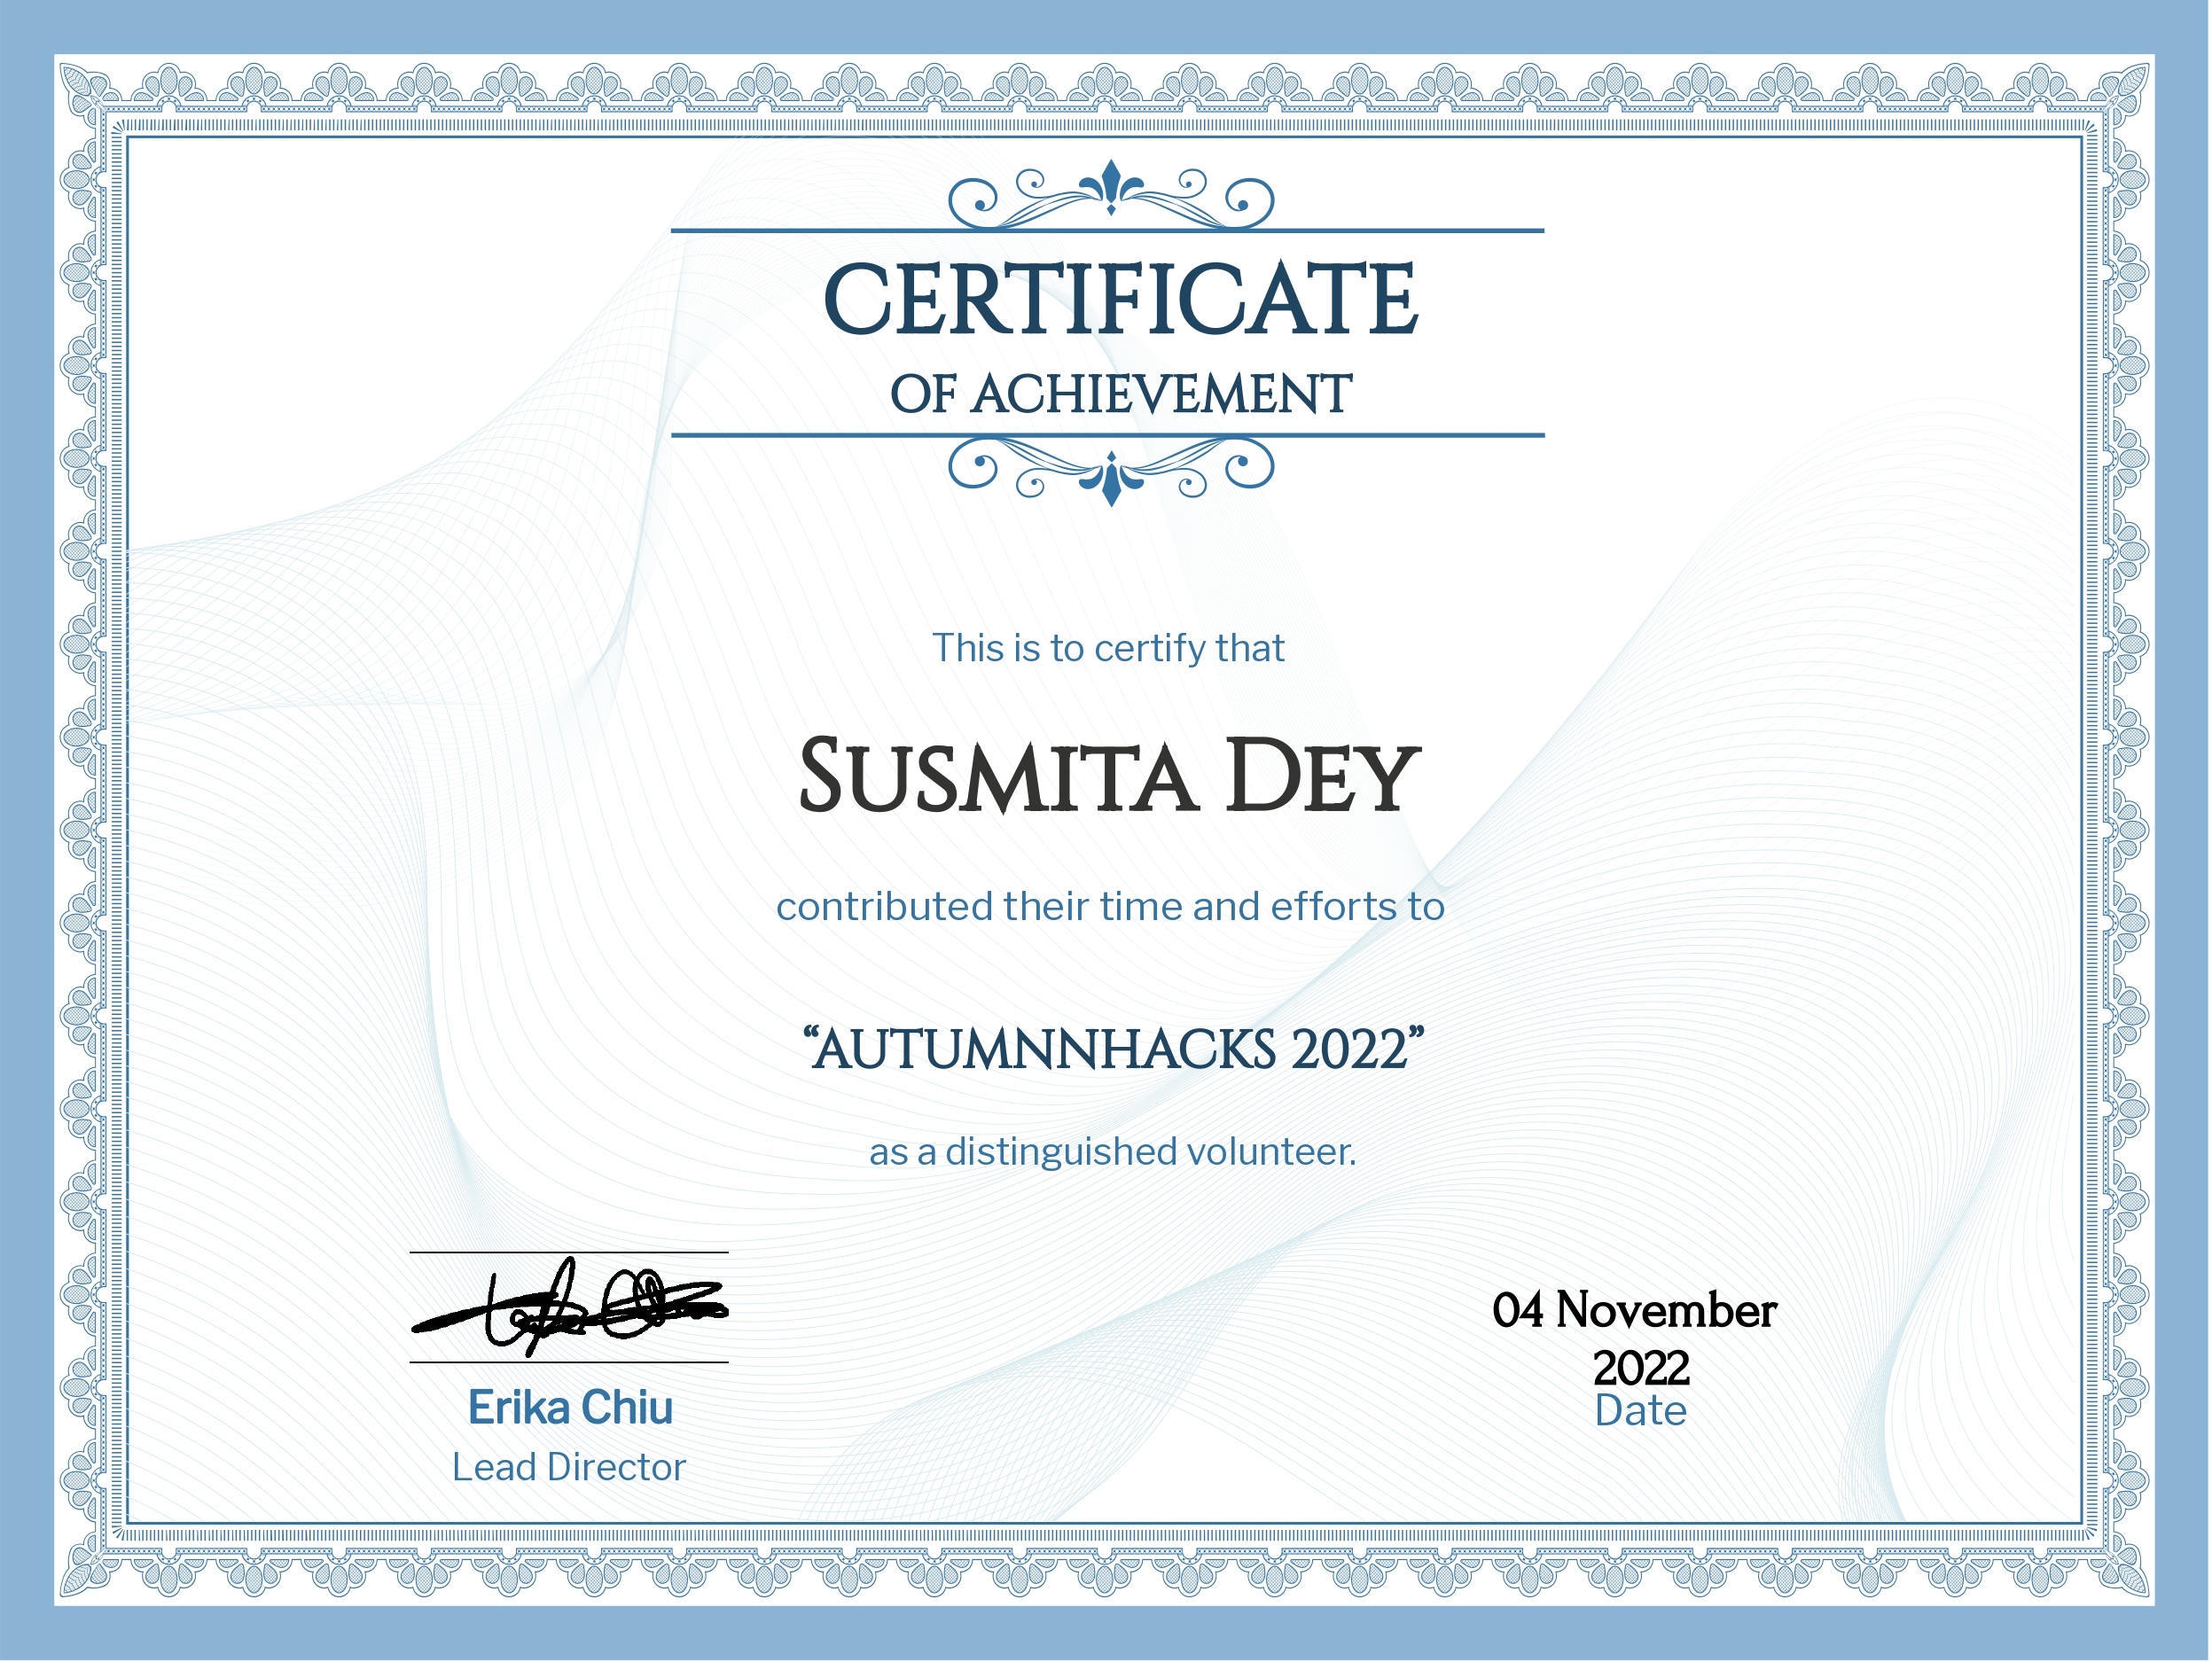 CERTIFICATE
OF ACHIEVEMENT
This is to certify that
SUSMITA DEY
contributed their time and efforts to
“AUTUMNNHACKS 2022”
as a distinguished volunteer.
Erika Chiu
Lead Director
04 November
2022
Date